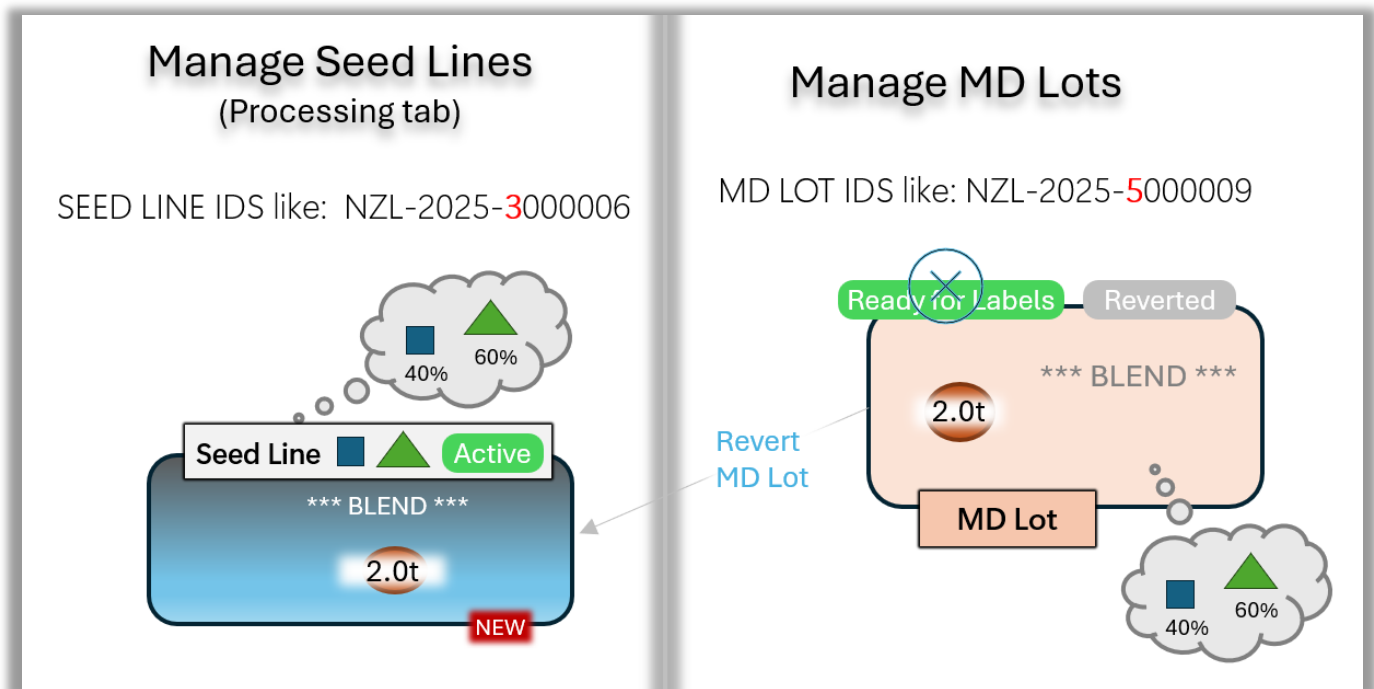 Manage Seed Lines
(Processing tab)
SEED LINE IDS like: NZL-2025-3000006
40%
60%
Seed Line
Active
*** BLEND ***
2.0t
NEW
Manage MD Lots
MD LOT IDS like: NZL-2025-5000009
Ready for Labels
Reverted
*** BLEND ***
2.0t
Revert
MD Lot
MD Lot
40%
60%